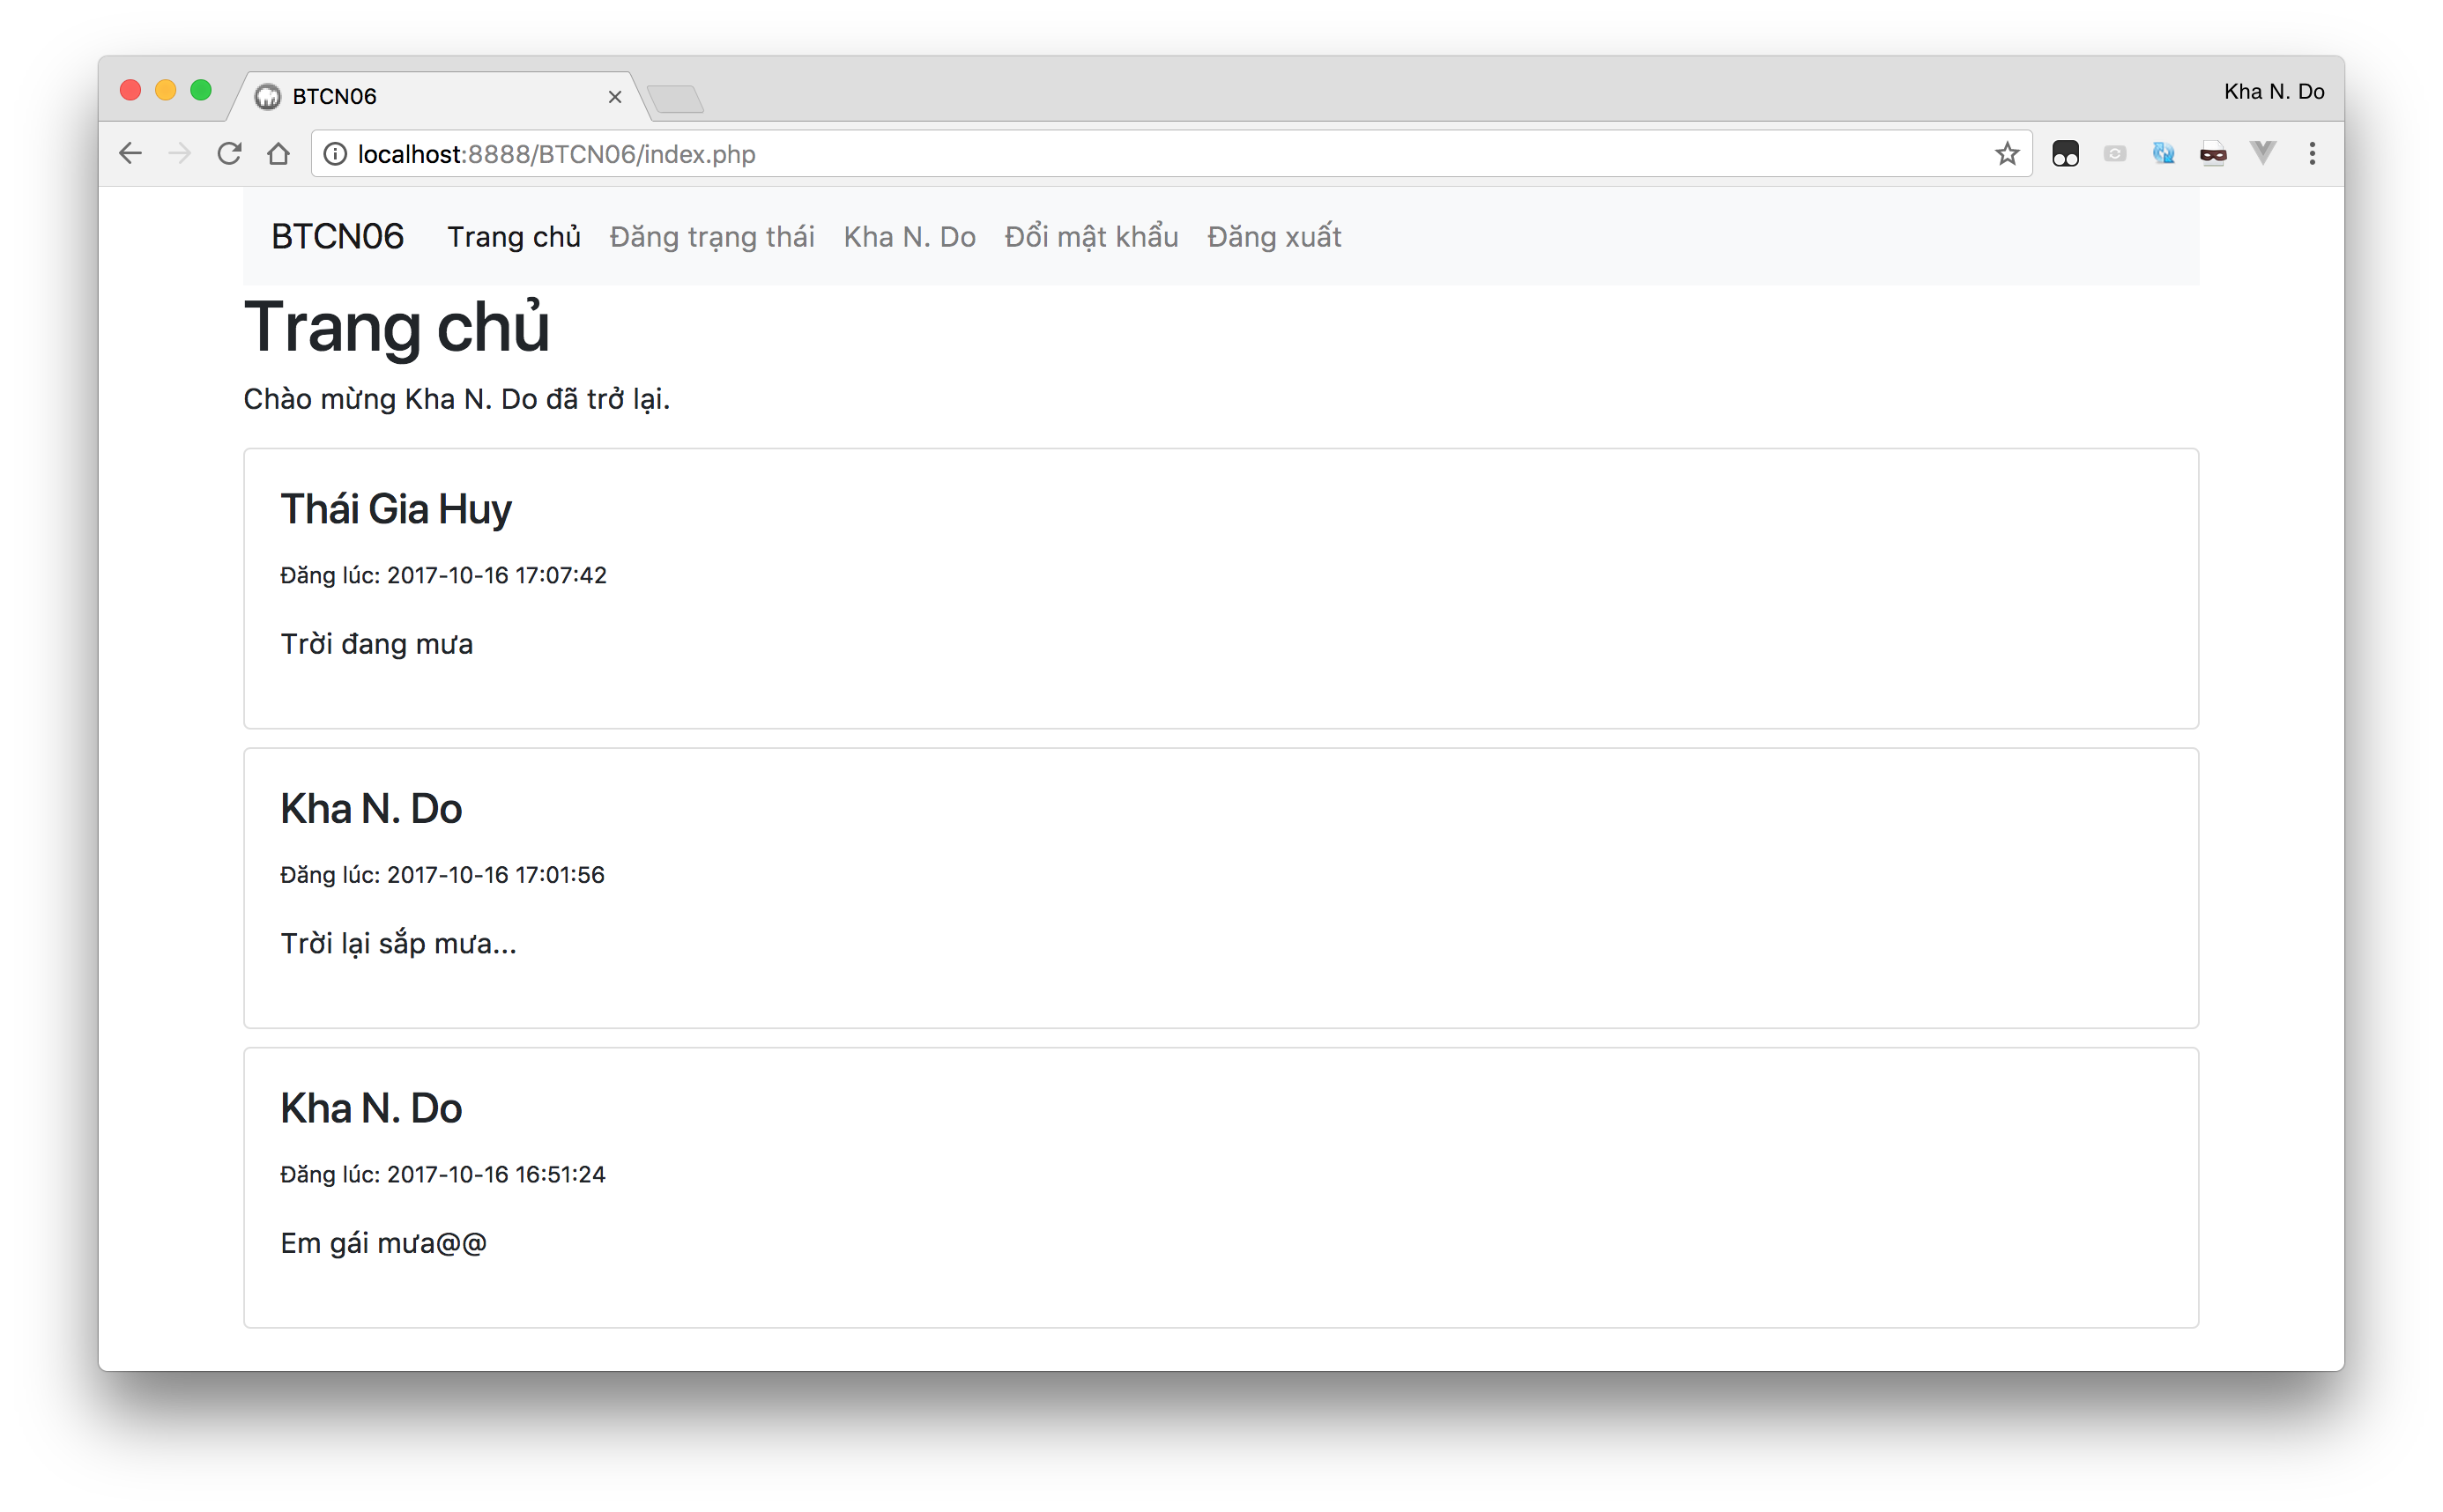 BTCN06
Kha N. Do
localhost:8888/BTCN06/index.php
BTCN06 Trang chủ Đăng trạng thái Kha N. Do Đổi mật khẩu Đăng xuất
Trang chủ
Chào mừng Kha N. Do đã trở lại.
Thái Gia Huy
Đăng lúc: 2017-10-16 17:07:42
Trời đang mưa
Kha N. Do
Đăng lúc: 2017-10-16 17:01:56
Trời lại sắp mưa...
Kha N. Do
Đăng lúc: 2017-10-16 16:51:24
Em gái mưa@@